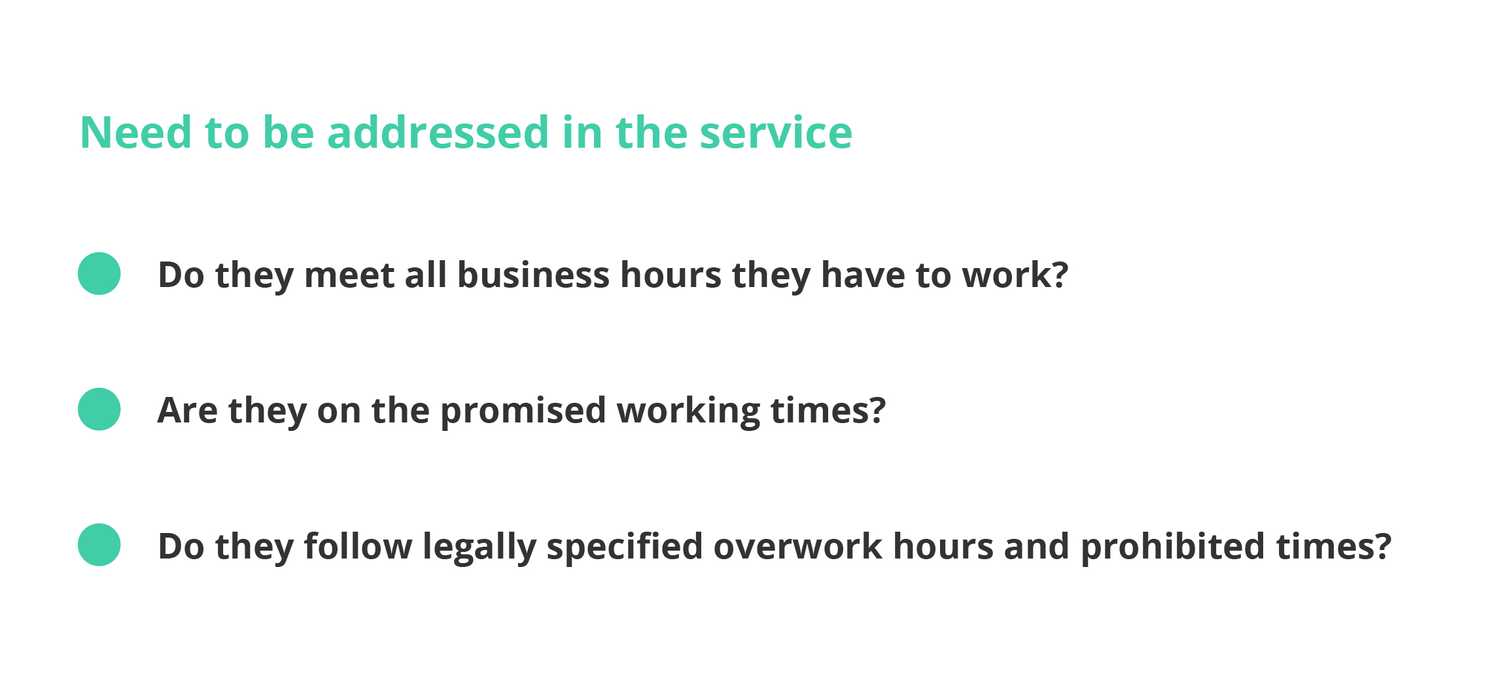 Need to be addressed in the service
Do they meet all business hours they have to work?
Are they on the promised working times?
Do they follow legally specified overwork hours and prohibited times?